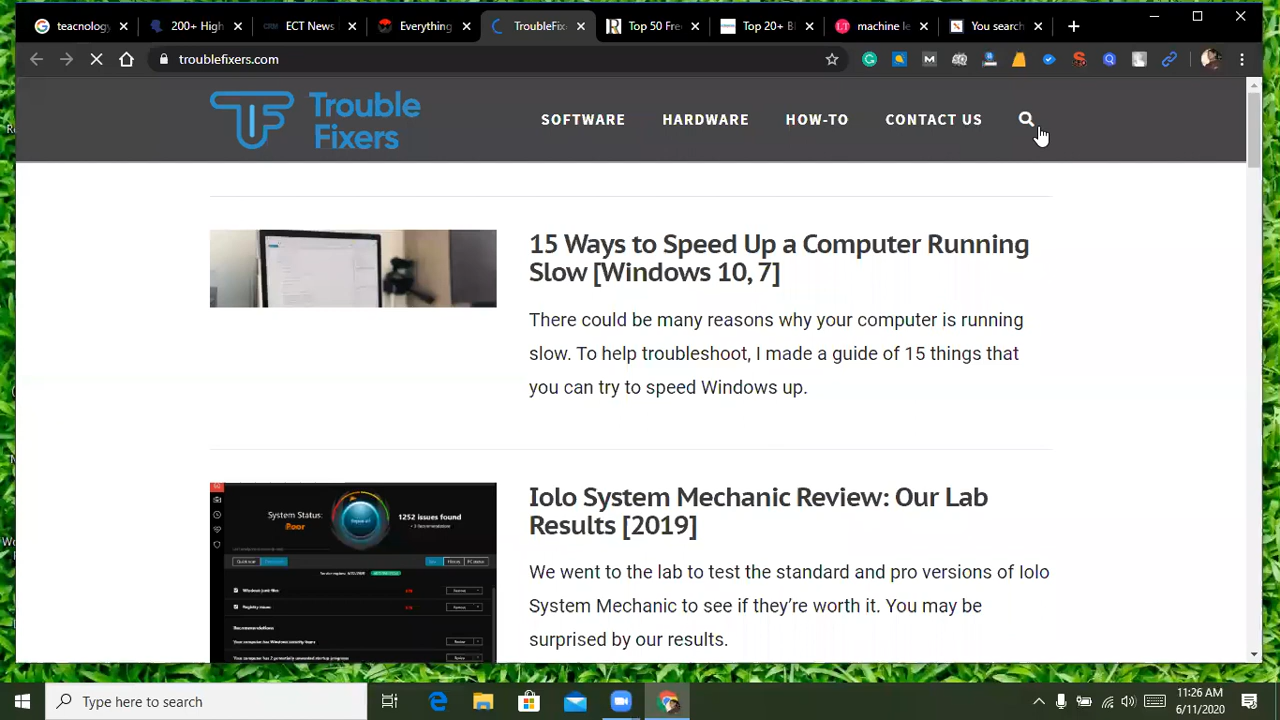 teacnology
200+ High
ECT News
Everything
TroubleFix
Top 50 Fre
Top 20+ B
machine le
You search
troublefixers.com
Trouble
Fixers
SOFTWARE
HARDWARE
HOW-TO
CONTACT US
15 Ways to Speed Up a Computer Running
Slow [Windows 10, 7]
There could be many reasons why your computer is running
slow. To help troubleshoot, I made a guide of 15 things that
you can try to speed Windows up.
Iolo System Mechanic Review: Our Lab
Results [2019]
System Status:
Poor
1252 issues found
We went to the lab to test the standard and pro versions of Iolo
System Mechanic to see if they're worth it. You may be
surprised by our
Type here to search
11:26 AM
6/11/2020